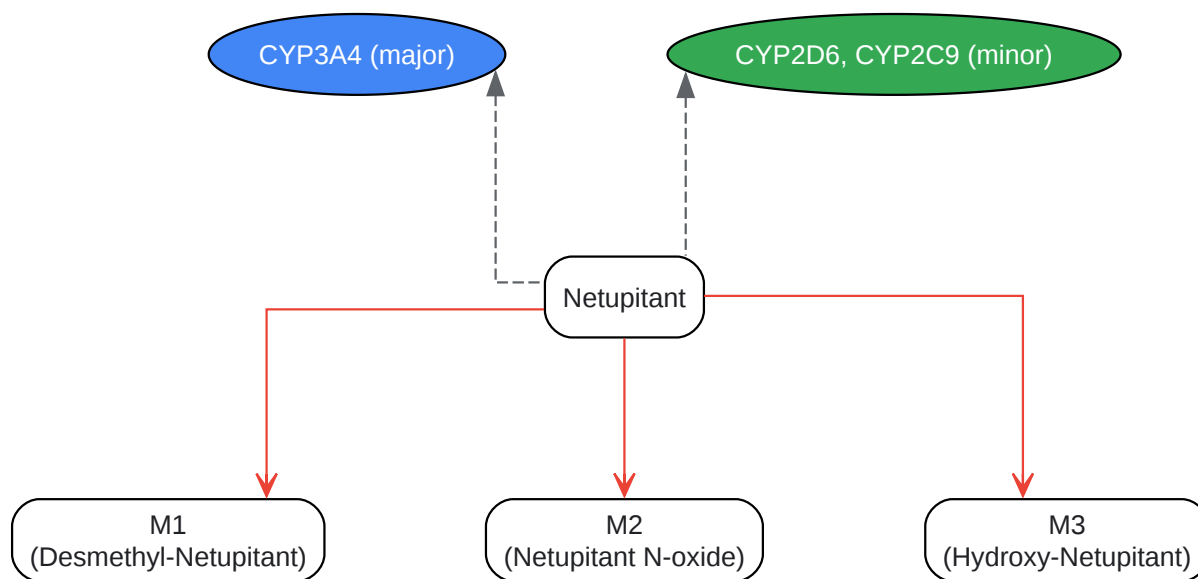 CYP3A4 (major)
CYP2D6, CYP2C9 (minor)
Netupitant
M1
(Desmethyl-Netupitant)
M2
(Netupitant N-oxide)
M3
(Hydroxy-Netupitant)